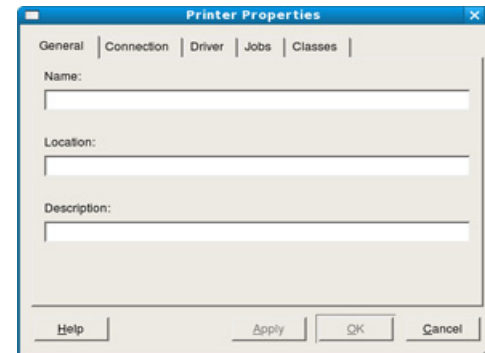 Printer Properties
General Connection Driver Jobs Classes
Name:
Location:
Description:
Help Apply OK Cancel